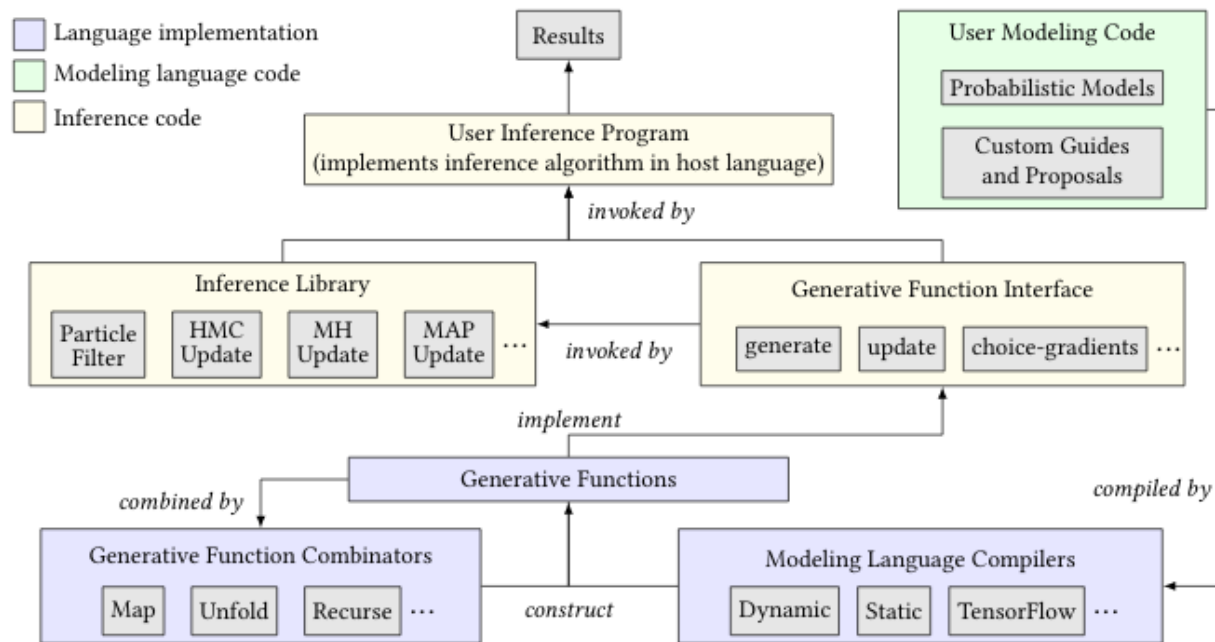 Language implementation
Modeling language code
Inference code
Results
User Modeling Code
Probabilistic Models
Custom Guides
and Proposals
User Inference Program
(implements inference algorithm in host language)
invoked by
Inference Library
Particle
Filter
HMC
Update
MH
Update
MAP
Update
...
invoked by
Generative Function Interface
generate
update
choice-gradients
...
implement
Generative Functions
combined by
compiled by
Generative Function Combinators
Map
Unfold
Recurse
...
construct
Modeling Language Compilers
Dynamic
Static
TensorFlow
...